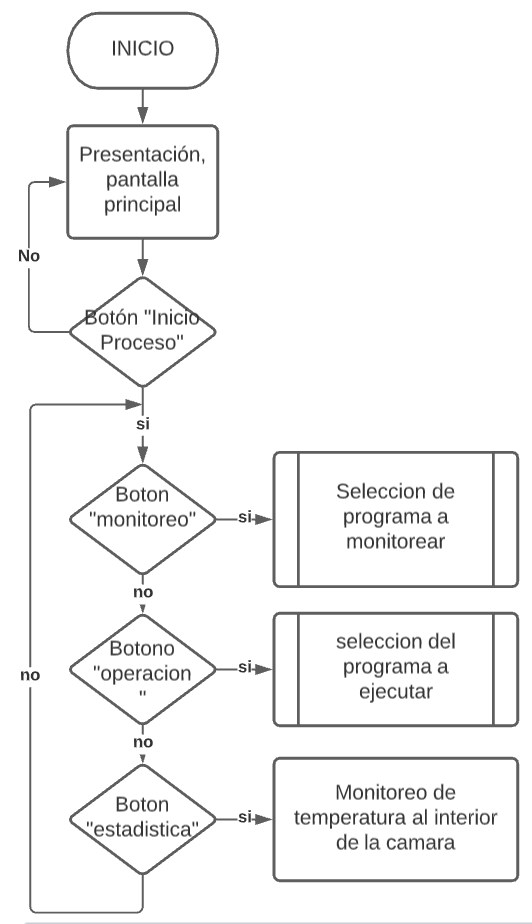 INICIO
Presentación,
pantalla
principal
No
Botón "Inicio
Proceso"
si
Boton
"monitoreo"
si
Seleccion de
programa a
monitorear
no
Botono
"operacion
"
si
seleccion del
programa a
ejecutar
no
no
Boton
"estadistica"
si
Monitoreo de
temperatura al interior
de la camara